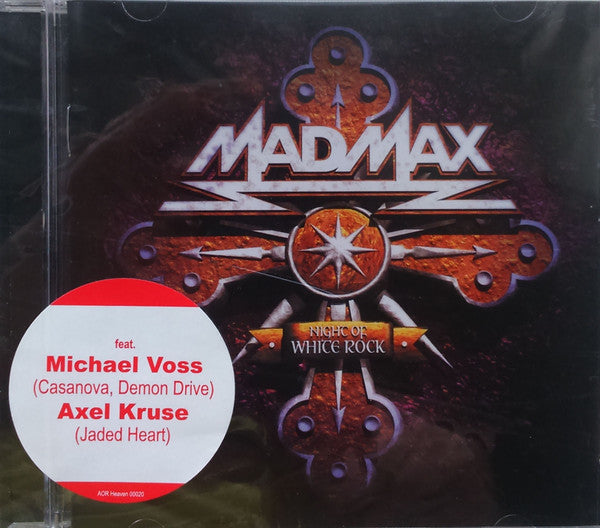 MADMAX
NIGHT OF
WHITE ROCK
feat.
Michael Voss
(Casanova, Demon Drive)
Axel Kruse
(Jaded Heart)
AOR Heaven 00020